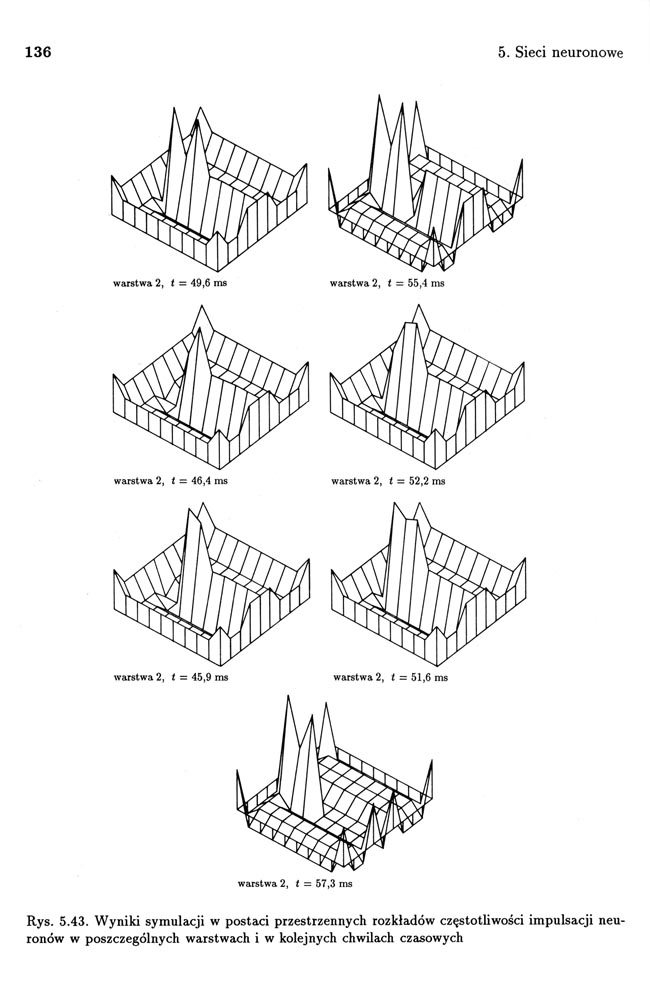 136
5. Sieci neuronowe
warstwa 2, t = 49,6 ms
warstwa 2, t = 55,4 ms
warstwa 2, t = 46,4 ms
warstwa 2, t = 52,2 ms
warstwa 2, t = 45,9 ms
warstwa 2, t = 51,6 ms
warstwa 2, t = 57,3 ms
Rys. 5.43. Wyniki symulacji w postaci przestrzennych rozkładów częstotliwości impulsacji neu-
ronów w poszczególnych warstwach i w kolejnych chwilach czasowych